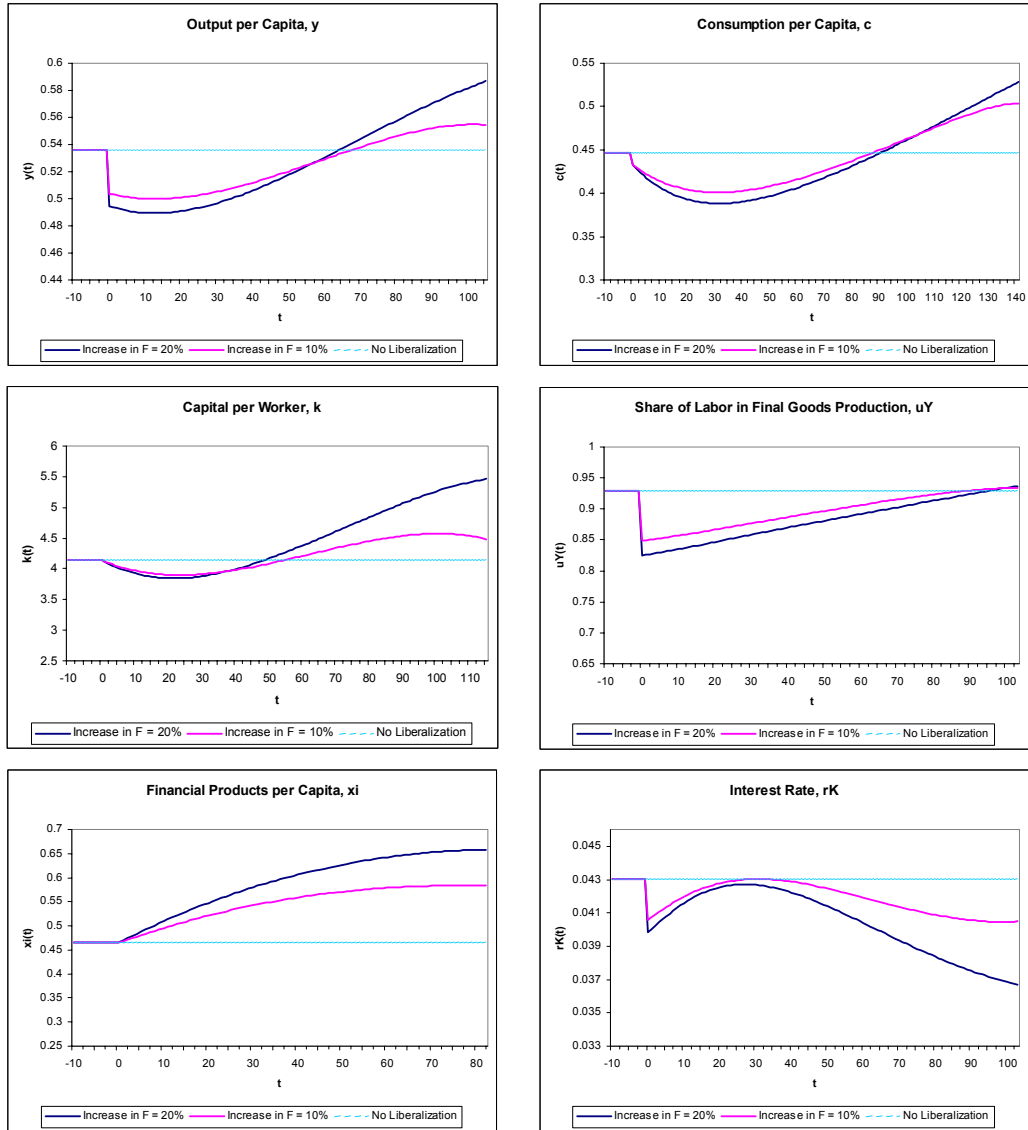 Output per Capita, y
0.6
0.58
0.56
0.54
0.52
0.5
0.48
0.46
0.44
y(t)
-10 0 10 20 30 40 50 60 70 80 90 100
t
Increase in F = 20% Increase in F = 10% No Liberalization
Consumption per Capita, c
0.55
0.5
0.45
0.4
0.35
0.3
c(t)
-10 0 10 20 30 40 50 60 70 80 90 100 110 120 130 140
t
Increase in F = 20% Increase in F = 10% No Liberalization
Capital per Worker, k
6
5.5
5
4.5
4
3.5
3
2.5
k(t)
-10 0 10 20 30 40 50 60 70 80 90 100 110
t
Increase in F = 20% Increase in F = 10% No Liberalization
Share of Labor in Final Goods Production, uY
1
0.95
0.9
0.85
0.8
0.75
0.7
0.65
uY(t)
-10 0 10 20 30 40 50 60 70 80 90 100
t
Increase in F = 20% Increase in F = 10% No Liberalization
Financial Products per Capita, xi
0.7
0.65
0.6
0.55
0.5
0.45
0.4
0.35
0.3
0.25
xi(t)
-10 0 10 20 30 40 50 60 70 80
t
Increase in F = 20% Increase in F = 10% No Liberalization
Interest Rate, rK
0.045
0.043
0.041
0.039
0.037
0.035
0.033
rK(t)
-10 0 10 20 30 40 50 60 70 80 90 100
t
Increase in F = 20% Increase in F = 10% No Liberalization